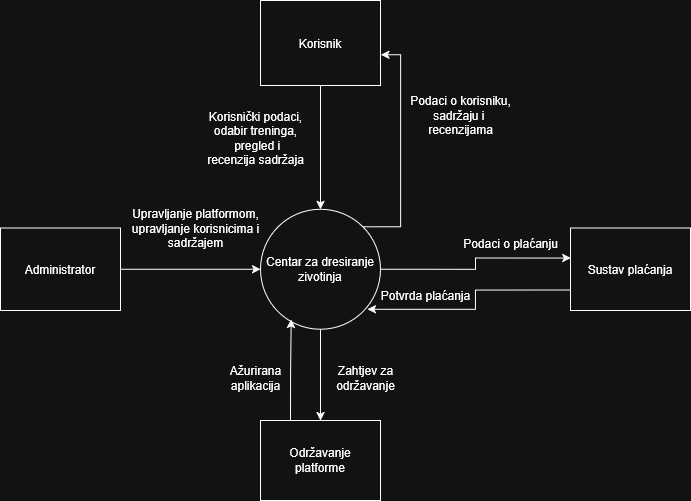 Korisnik
Korisnički podaci,
odabir treninga,
pregled i
recenzija sadržaja
Podaci o korisniku,
sadržaju i
recenzijama
Upravljanje platformom,
upravljanje korisnicima i
sadržajem
Administrator
Centar za dresiranje
zivotinja
Podaci o plaćanju
Sustav plaćanja
Potvrda plaćanja
Ažurirana
aplikacija
Zahtjev za
održavanje
Održavanje
platforme